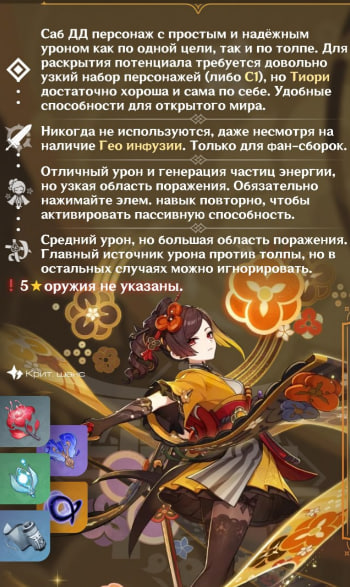 Саб ДД персонаж с простым и надёжным
уроном как по одной цели, так и по толпе. Для
раскрытия потенциала требуется довольно
узкий набор персонажей (либо С1), но Тиори
достаточно хороша и сама по себе. Удобные
способности для открытого мира.
Никогда не используются, даже несмотря на
наличие Гео инфузии. Только для фан-сборок.
Отличный урон и генерация частиц энергии,
но узкая область поражения. Обязательно
нажимайте элем. навык повторно, чтобы
активировать пассивную способность.
Средний урон, но большая область поражения.
Главный источник урона против толпы, но в
остальных случаях можно игнорировать.
! 5★оружия не указаны.
Крит. шанс